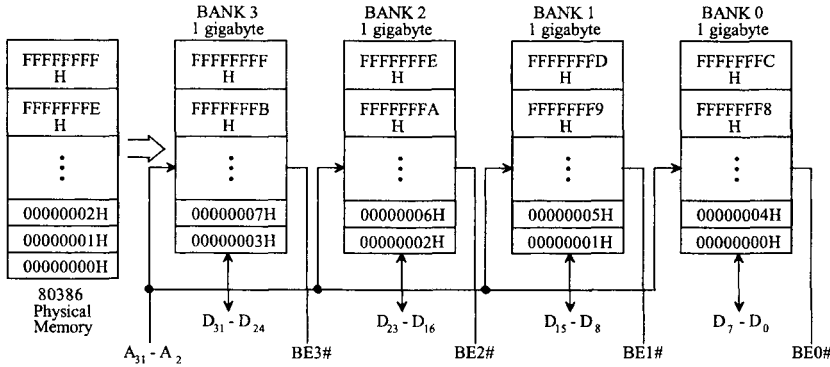 BANK 3
1 gigabyte
BANK 2
1 gigabyte
BANK 1
1 gigabyte
BANK 0
1 gigabyte
FFFFFFFF
H
FFFFFFFE
H
00000002H
00000001H
00000000H
80386
Physical
Memory
FFFFFFFF
H
FFFFFFFB
H
00000007H
00000003H
FFFFFFFE
H
FFFFFFFA
H
00000006H
00000002H
FFFFFFFD
H
FFFFFFF9
H
00000005H
00000001H
FFFFFFFC
H
FFFFFFF8
H
00000004H
00000000H
D31 - D24
D23 - D16
D15 - D8
D7 - D0
A31 - A2
BE3#
BE2#
BE1#
BE0#